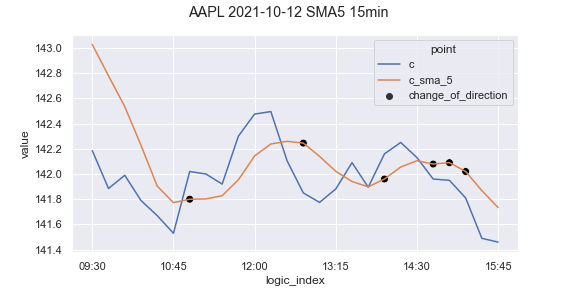 AAPL 2021-10-12 SMA5 15min
point
c
c_sma_5
change_of_direction
143.0
142.8
142.6
142.4
142.2
142.0
141.8
141.6
141.4
value
09:30 10:45 12:00 13:15 14:30 15:45
logic_index